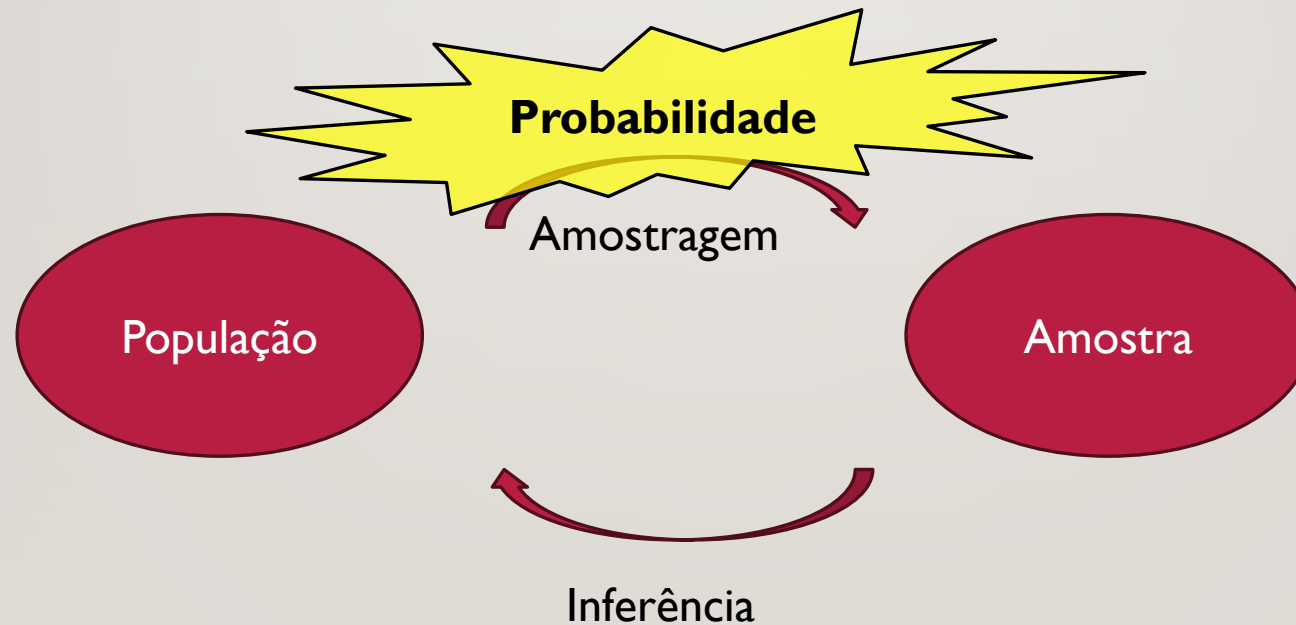 Probabilidade
Amostragem
População
Amostra
Inferência